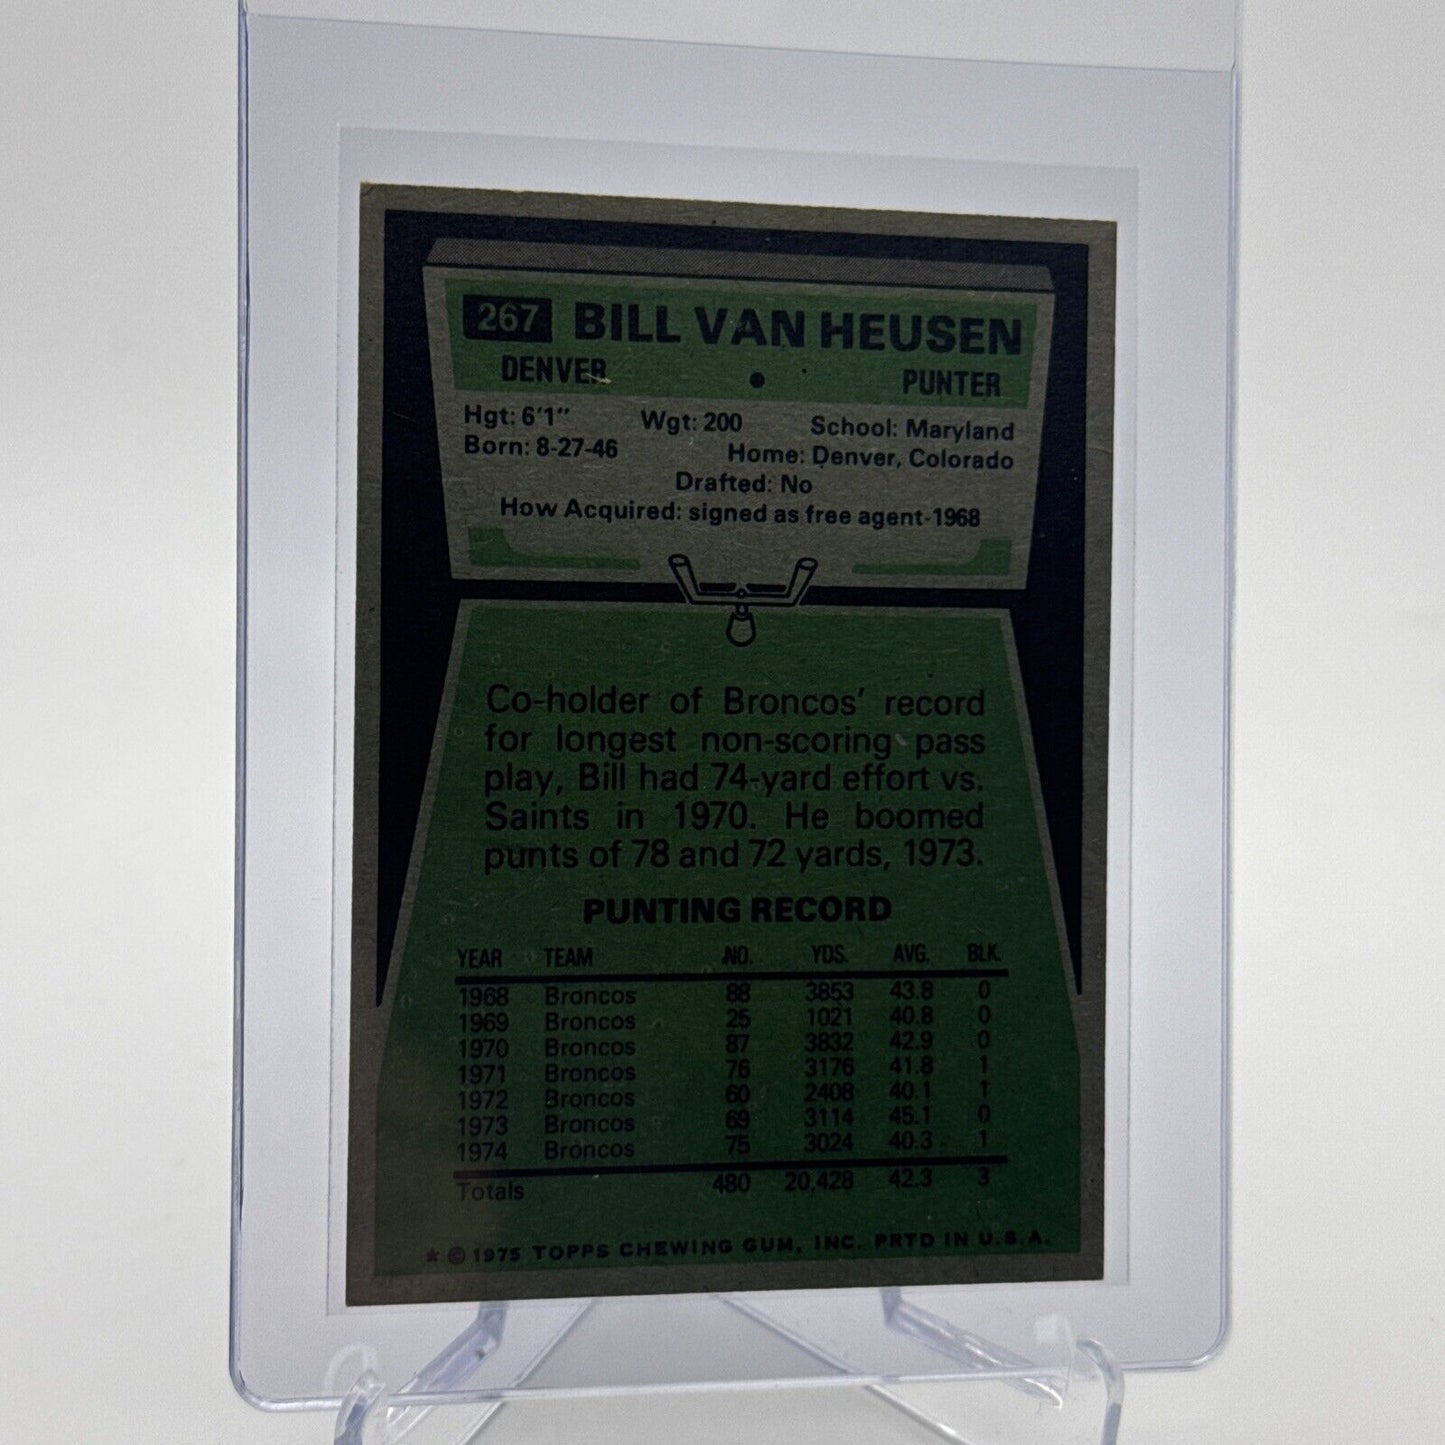 267 BILL VAN HEUSEN
DENVER • PUNTER
Hgt: 6'1" Wgt: 200 School: Maryland
Born: 8-27-46 Home: Denver, Colorado
Drafted: No
How Acquired: signed as free agent-1968
Co-holder of Broncos' record
for longest non-scoring pass
play, Bill had 74-yard effort vs.
Saints in 1970. He boomed
punts of 78 and 72 yards, 1973.
PUNTING RECORD
YEAR TEAM NO. YDS. AVG. BLK.
1968 Broncos 88 3853 43.8 0
1969 Broncos 25 1021 40.8 0
1970 Broncos 87 3832 42.9 0
1971 Broncos 76 3176 41.8 1
1972 Broncos 60 2408 40.1 1
1973 Broncos 69 3114 45.1 0
1974 Broncos 75 3024 40.3 1
Totals 480 20,428 42.3 3
* © 1975 TOPPS CHEWING GUM, INC. PRTD IN U.S.A.